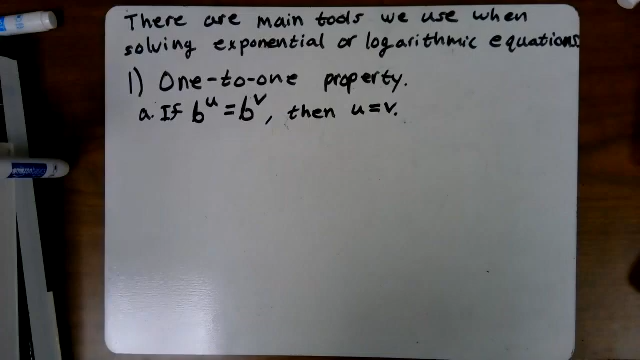 There are main tools we use when
solving exponential or logarithmic equations
1) One-to-one property.
a. If b^u = b^v, then u=v.